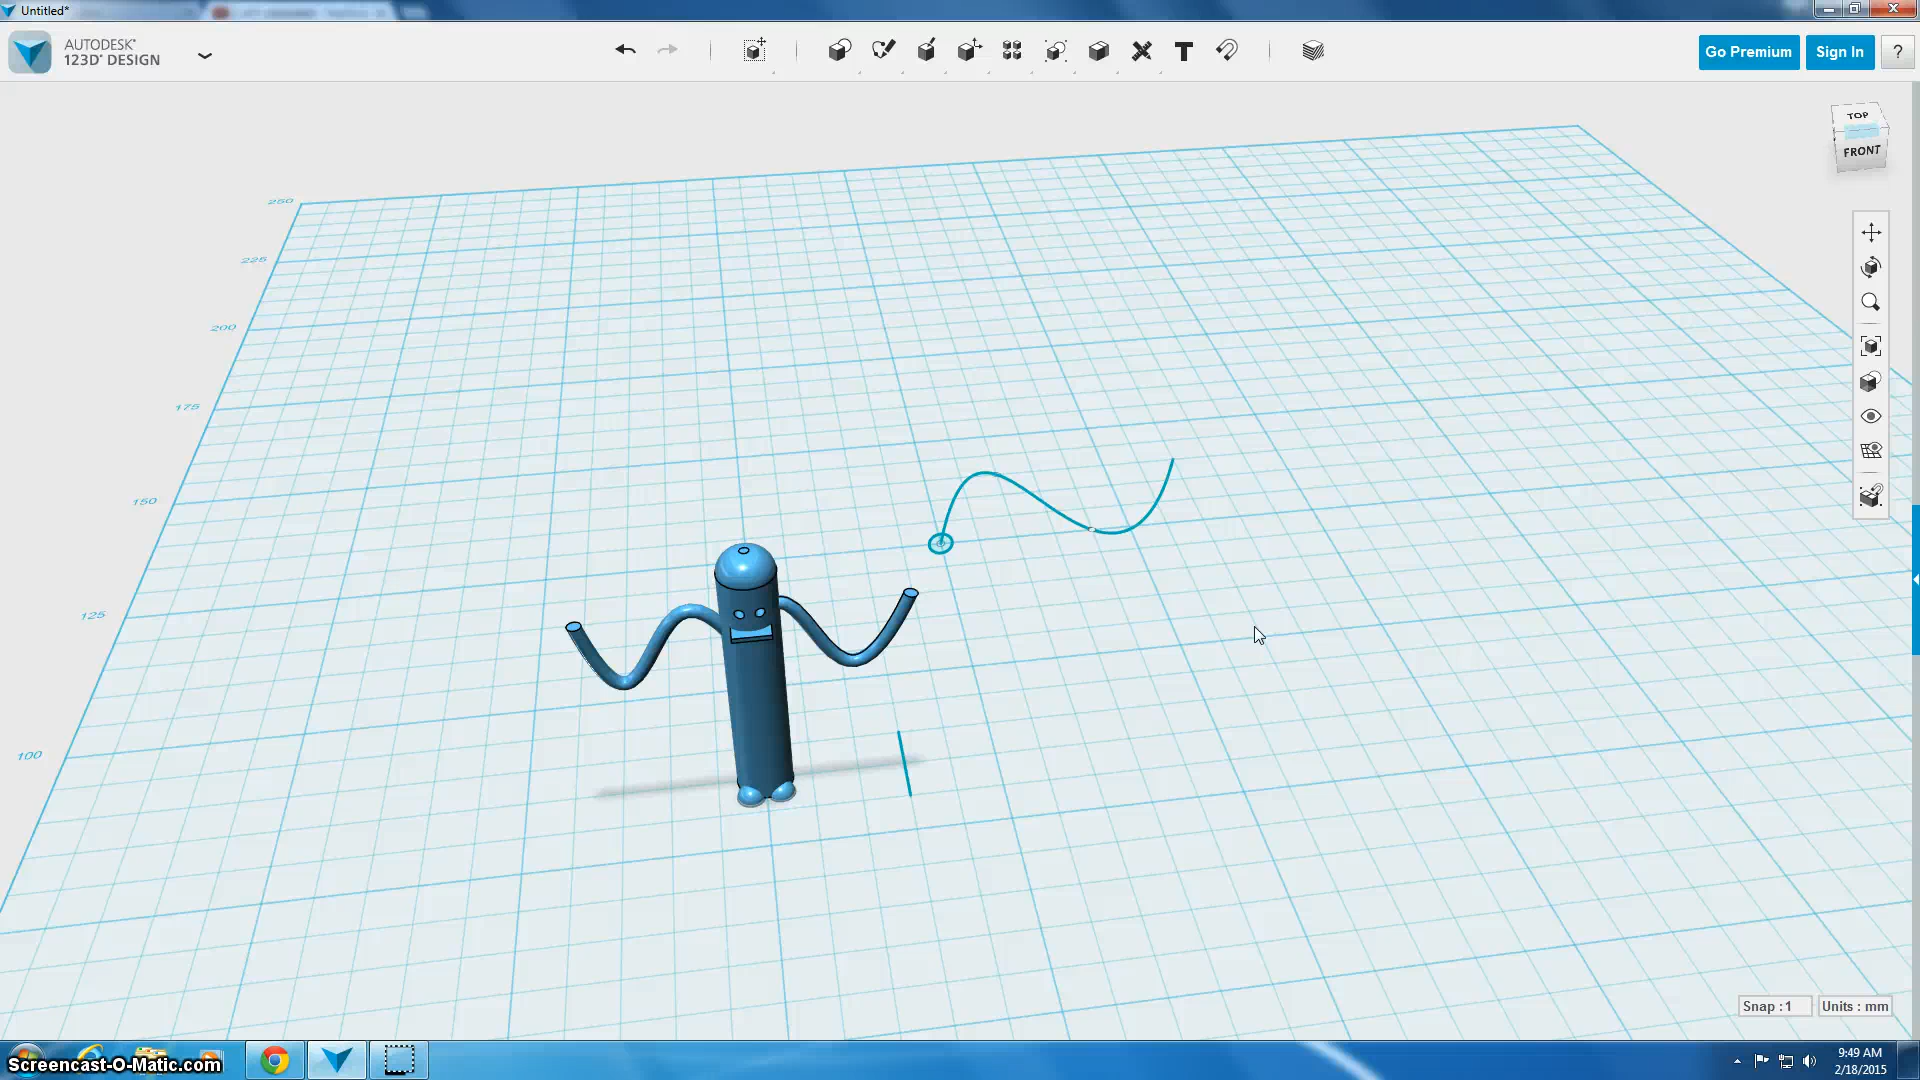 Untitled*
AUTODESK®
123D® DESIGN
T
Go Premium
Sign In
?
TOP
FRONT
250
225
200
175
150
125
100
Snap : 1
Units : mm
Screencast-O-Matic.com
9:49 AM
2/18/2015